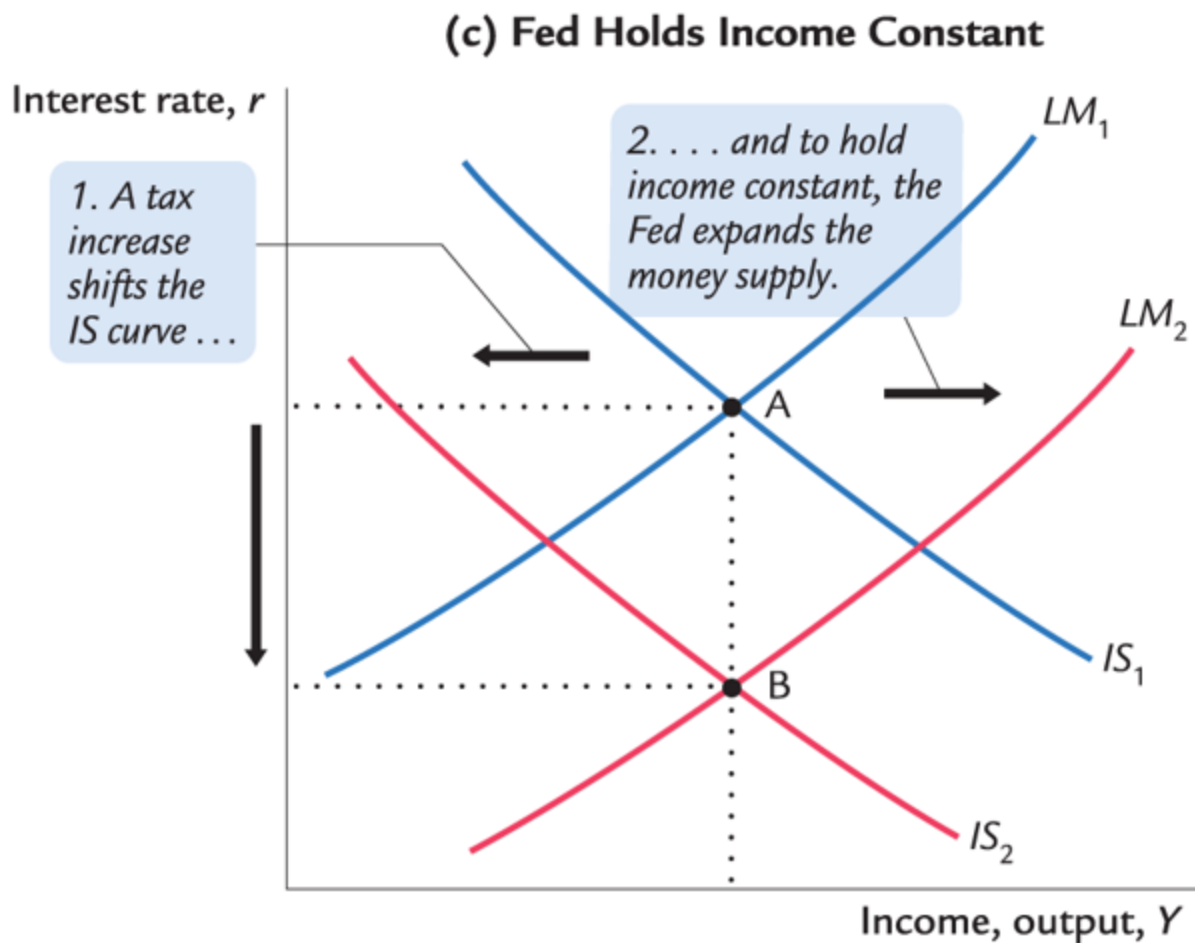 (c) Fed Holds Income Constant
Interest rate, r
1. A tax
increase
shifts the
IS curve . . .
2. . . . and to hold
income constant, the
Fed expands the
money supply.
LM₁
LM₂
A
B
IS₁
IS₂
Income, output, Y